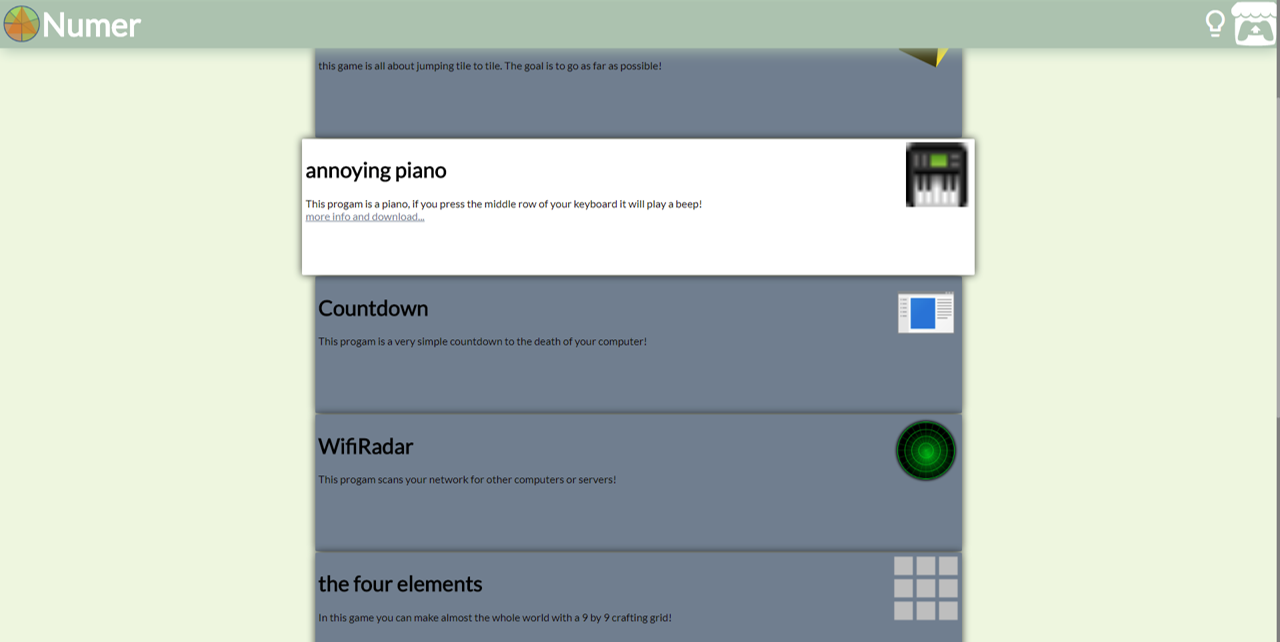 Numer
this game is all about jumping tile to tile. The goal is to go as far as possible!
annoying piano
This progam is a piano, if you press the middle row of your keyboard it will play a beep!
more info and download...
Countdown
This progam is a very simple countdown to the death of your computer!
WifiRadar
This progam scans your network for other computers or servers!
the four elements
In this game you can make almost the whole world with a 9 by 9 crafting grid!